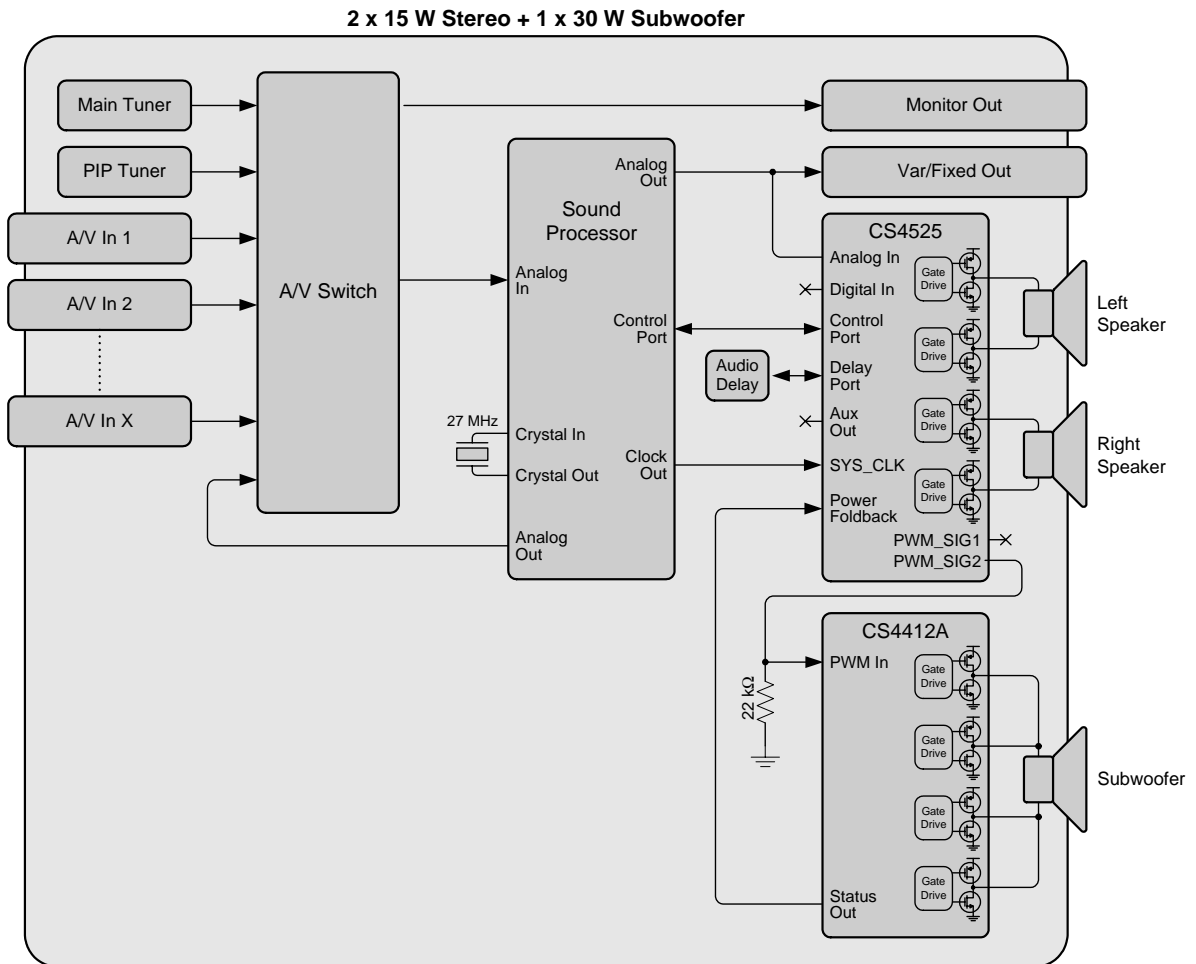 2 x 15 W Stereo + 1 x 30 W Subwoofer
Main Tuner
PIP Tuner
A/V In 1
A/V In 2
A/V In X
A/V Switch
Sound
Processor
Analog
Out
Analog
In
Control
Port
27 MHz
Crystal In
Crystal Out
Clock
Out
Analog
Out
Monitor Out
Var/Fixed Out
Audio
Delay
CS4525
Analog In
Digital In
Control
Port
Delay
Port
Aux
Out
SYS_CLK
Power
Foldback
PWM_SIG1
PWM_SIG2
Gate
Drive
Gate
Drive
Gate
Drive
Gate
Drive
Left
Speaker
Right
Speaker
22 kΩ
CS4412A
PWM In
Status
Out
Gate
Drive
Gate
Drive
Gate
Drive
Gate
Drive
Subwoofer